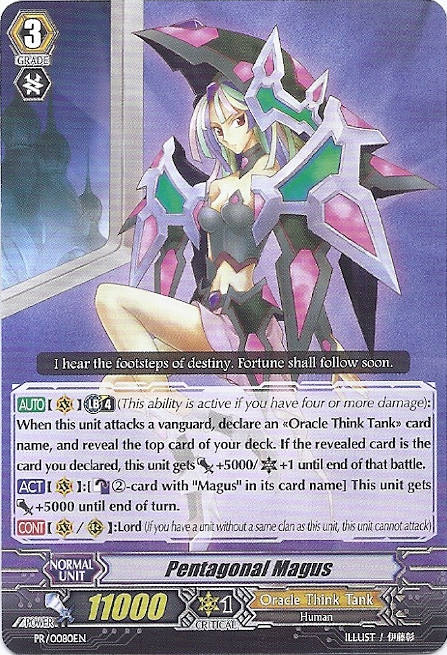 3
GRADE
I hear the footsteps of destiny. Fortune shall follow soon.
AUTO【 】LB4(This ability is active if you have four or more damage):
When this unit attacks a vanguard, declare an «Oracle Think Tank» card
name, and reveal the top card of your deck. If the revealed card is the
card you declared, this unit gets +5000/ +1 until end of that battle.
ACT【 】:[ ②-card with "Magus" in its card name] This unit gets
+5000 until end of turn.
CONT【 / 】:Lord (If you have a unit without a same clan as this unit, this unit cannot attack)
NORMAL
UNIT
Pentagonal Magus
POWER 11000
1
CRITICAL
Oracle Think Tank
Human
PR/0080EN
ILLUST / 伊藤彰